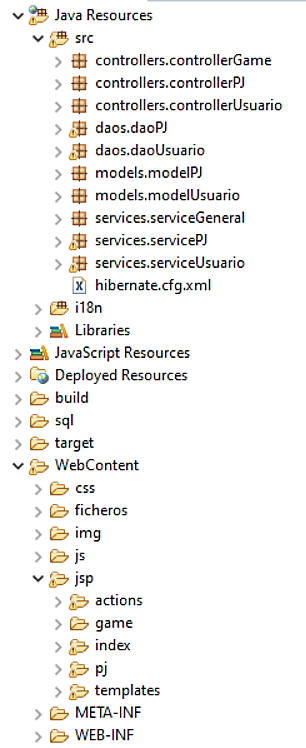 Java Resources
src
controllers.controllerGame
controllers.controllerPJ
controllers.controllerUsuario
daos.daoPJ
daos.daoUsuario
models.modelPJ
models.modelUsuario
services.serviceGeneral
services.servicePJ
services.serviceUsuario
hibernate.cfg.xml
i18n
Libraries
JavaScript Resources
Deployed Resources
build
sql
target
WebContent
css
ficheros
img
js
jsp
actions
game
index
pj
templates
META-INF
WEB-INF